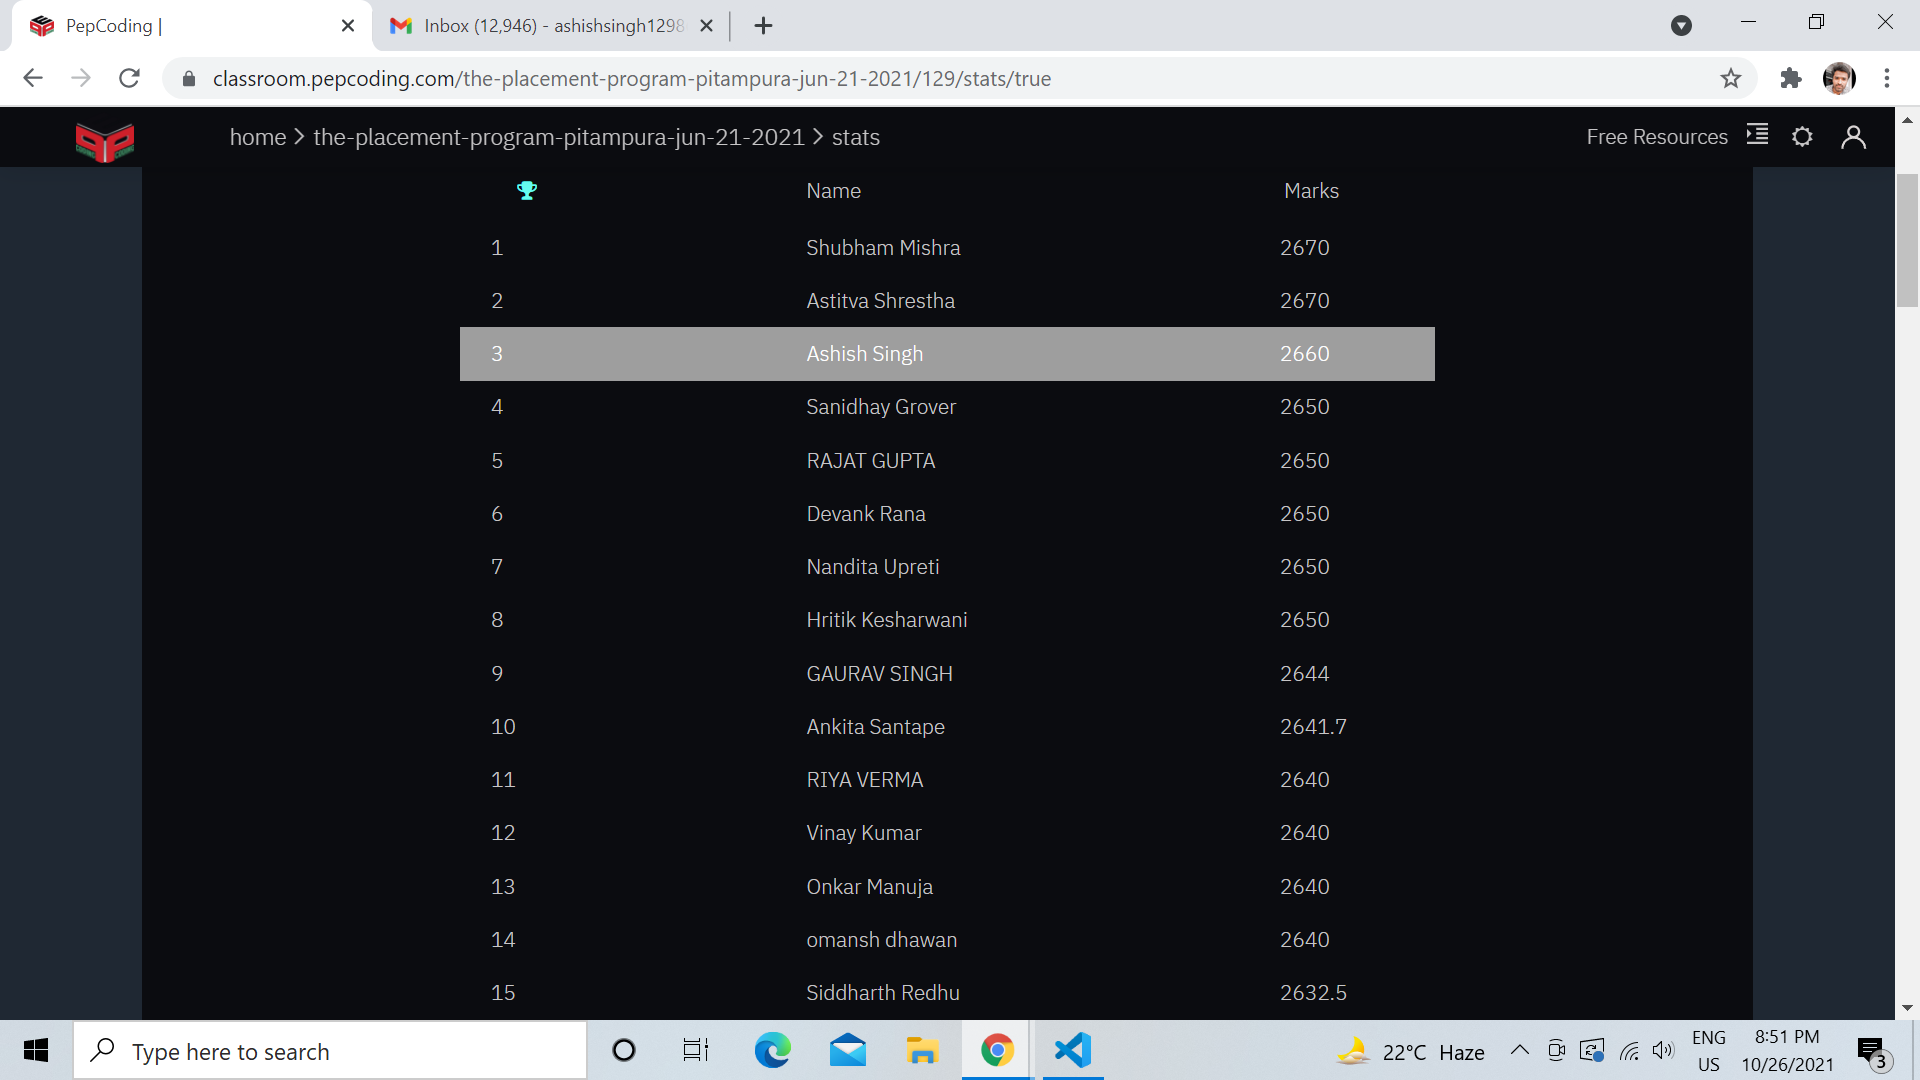 PepCoding |
Inbox (12,946) - ashishsingh1298
classroom.pepcoding.com/the-placement-program-pitampura-jun-21-2021/129/stats/true
home > the-placement-program-pitampura-jun-21-2021 > stats
Free Resources
Name Marks
1 Shubham Mishra 2670
2 Astitva Shrestha 2670
3 Ashish Singh 2660
4 Sanidhay Grover 2650
5 RAJAT GUPTA 2650
6 Devank Rana 2650
7 Nandita Upreti 2650
8 Hritik Kesharwani 2650
9 GAURAV SINGH 2644
10 Ankita Santape 2641.7
11 RIYA VERMA 2640
12 Vinay Kumar 2640
13 Onkar Manuja 2640
14 omansh dhawan 2640
15 Siddharth Redhu 2632.5
Type here to search
22°C Haze
ENG
US
8:51 PM
10/26/2021
3